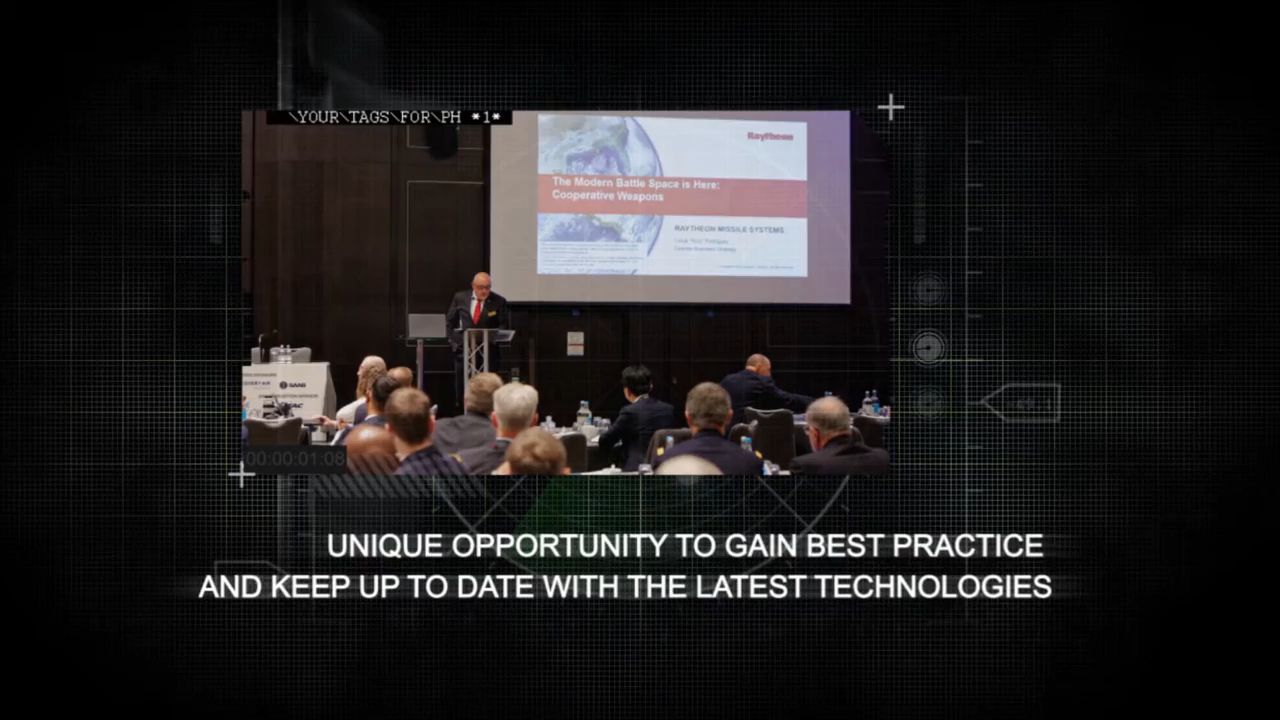 \YOUR\TAGS\FOR\PH *1*
Raytheon
The Modern Battle Space is Here:
Cooperative Weapons
RAYTHEON MISSILE SYSTEMS
SAAB
00:00:01:08
UNIQUE OPPORTUNITY TO GAIN BEST PRACTICE
AND KEEP UP TO DATE WITH THE LATEST TECHNOLOGIES